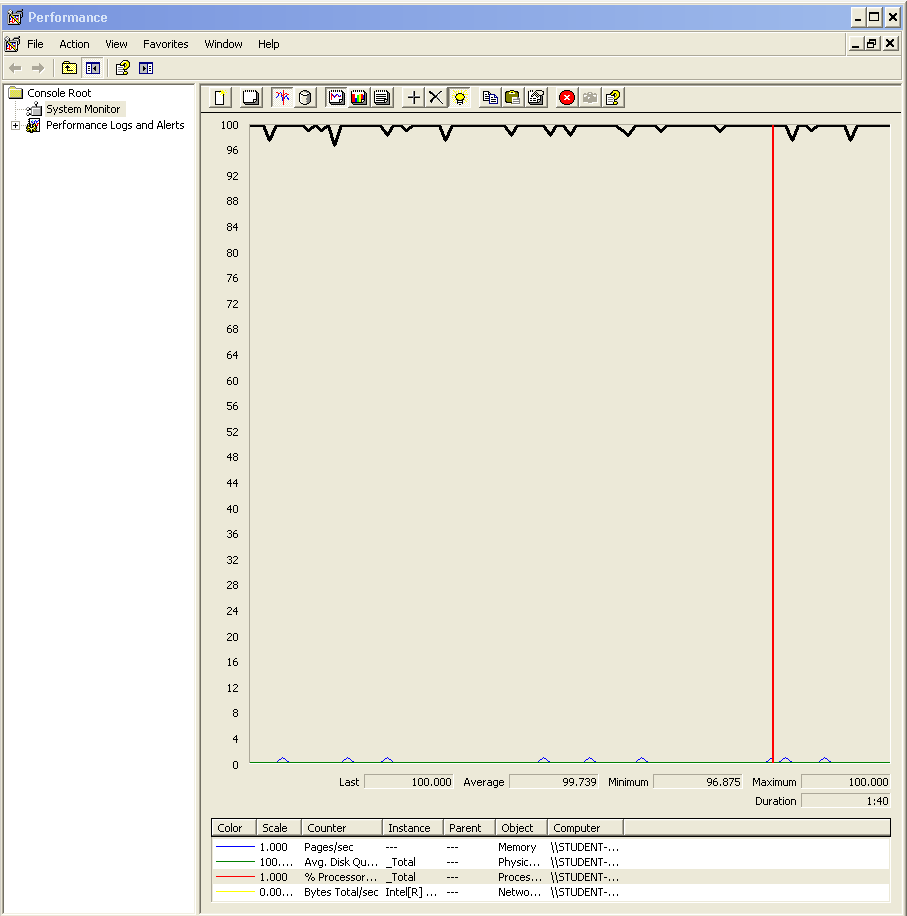 Performance
File Action View Favorites Window Help
Console Root
System Monitor
Performance Logs and Alerts
100
96
92
88
84
80
76
72
68
64
60
56
52
48
44
40
36
32
28
24
20
16
12
8
4
0
Last 100.000 Average 99.739 Minimum 96.875 Maximum 100.000
Duration 1:40
Color Scale Counter Instance Parent Object Computer
1.000 Pages/sec --- --- Memory \\STUDENT-...
100.... Avg. Disk Qu... _Total --- Physic... \\STUDENT-...
1.000 % Processor... _Total --- Proces... \\STUDENT-...
0.00... Bytes Total/sec Intel[R] ... --- Netwo... \\STUDENT-...